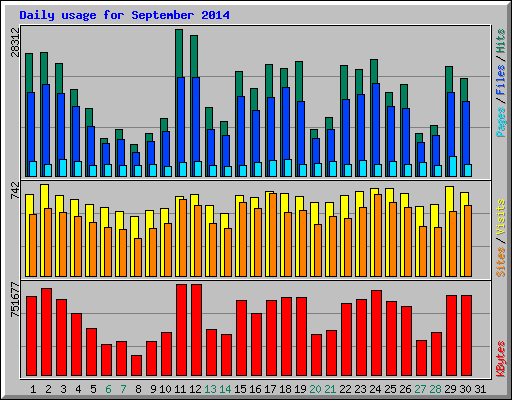 Daily usage for September 2014
28312
Pages / Files / Hits
742
Sites / Visits
751677
KBytes
1 2 3 4 5 6 7 8 9 10 11 12 13 14 15 16 17 18 19 20 21 22 23 24 25 26 27 28 29 30 31